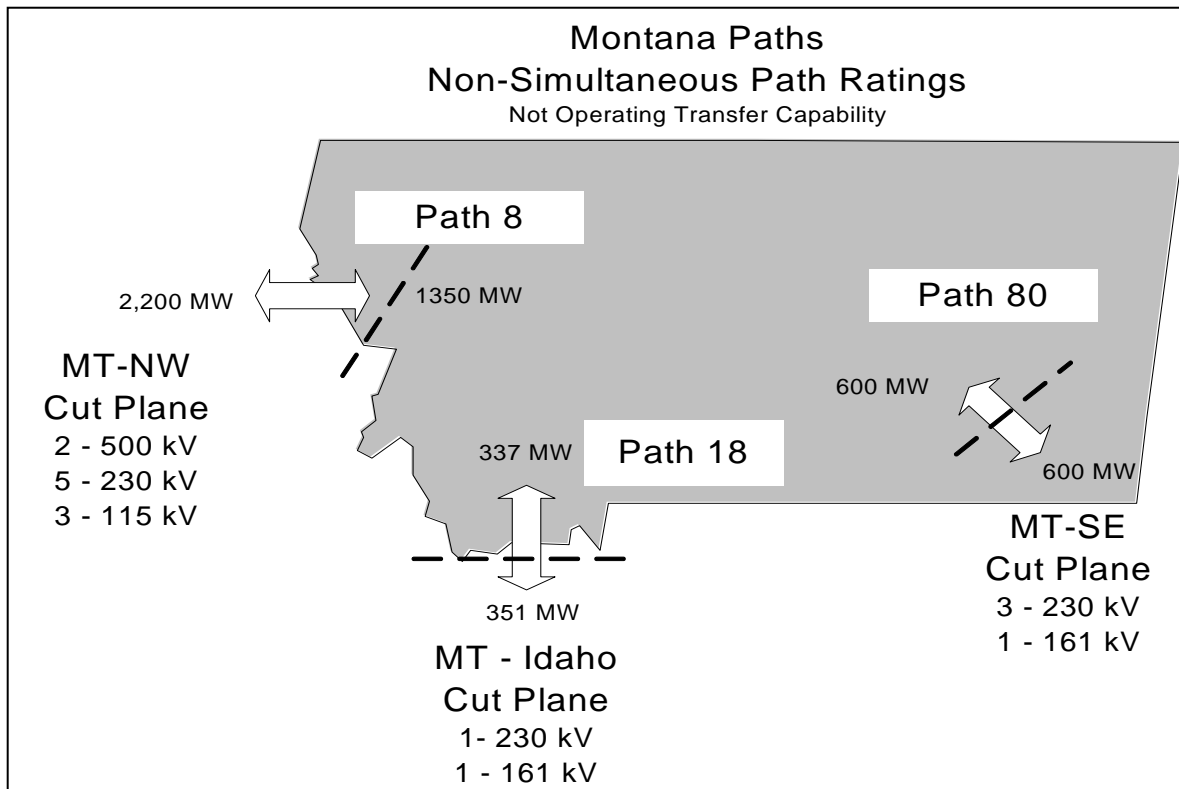 Montana Paths
Non-Simultaneous Path Ratings
Not Operating Transfer Capability
Path 8
2,200 MW
1350 MW
MT-NW
Cut Plane
2 - 500 kV
5 - 230 kV
3 - 115 kV
Path 80
600 MW
600 MW
MT-SE
Cut Plane
3 - 230 kV
1 - 161 kV
337 MW
Path 18
351 MW
MT - Idaho
Cut Plane
1- 230 kV
1 - 161 kV